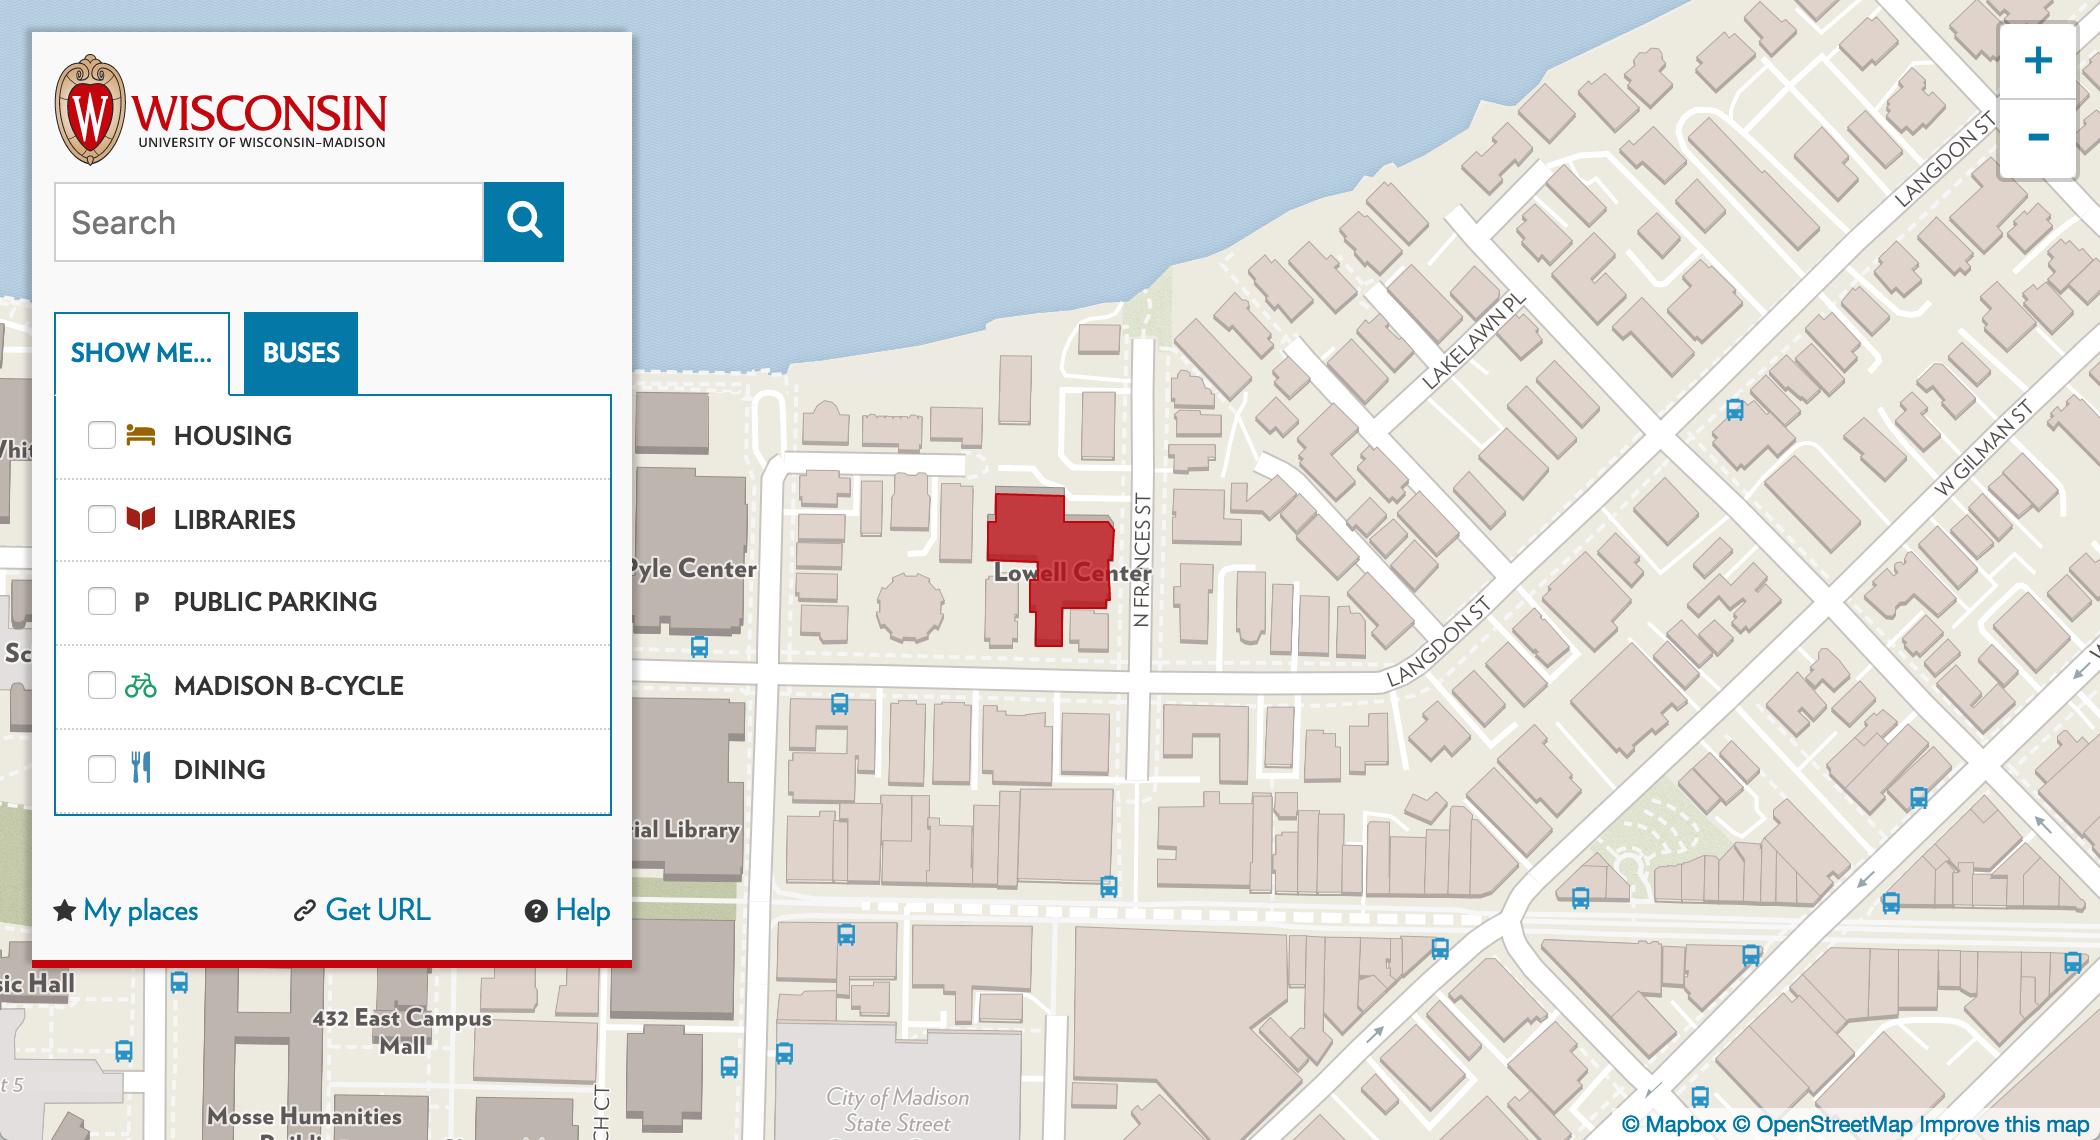 W
WISCONSIN
UNIVERSITY OF WISCONSIN–MADISON
Search
SHOW ME...
BUSES
HOUSING
LIBRARIES
P
PUBLIC PARKING
MADISON B-CYCLE
DINING
My places
Get URL
? Help
+
-
LANGDON ST
LAKELAWN PL
W GILMAN ST
N FRANCES ST
Lowell Center
Pyle Center
LANGDON ST
Whit
Sc
rial Library
sic Hall
432 East Campus
Mall
t 5
Mosse Humanities
CH CT
City of Madison
State Street
© Mapbox © OpenStreetMap Improve this map